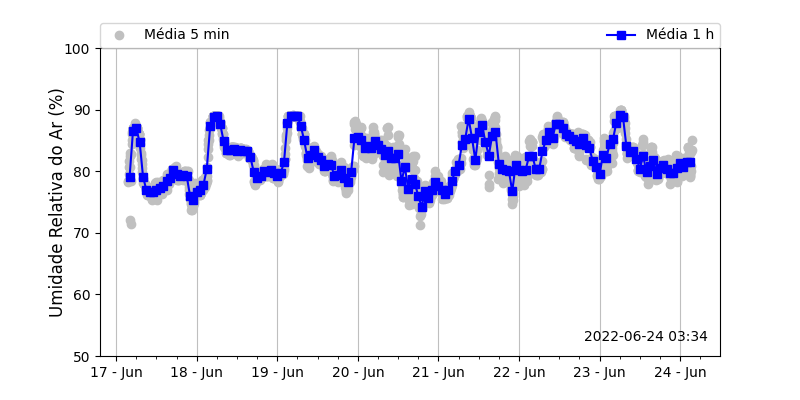 Média 5 min
Média 1 h
Umidade Relativa do Ar (%)
100
90
80
70
60
50
2022-06-24 03:34
17 - Jun
18 - Jun
19 - Jun
20 - Jun
21 - Jun
22 - Jun
23 - Jun
24 - Jun